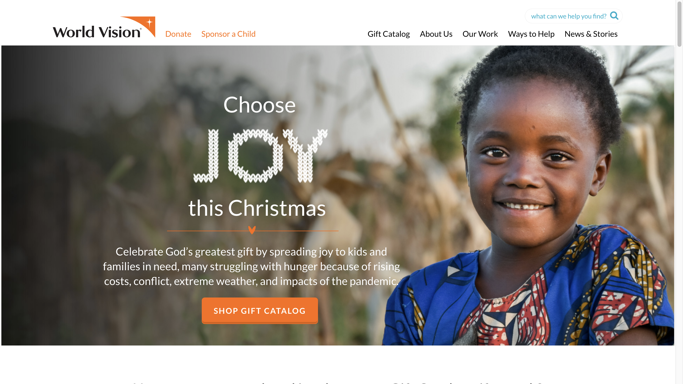 what can we help you find?
World Vision
Donate
Sponsor a Child
Gift Catalog
About Us
Our Work
Ways to Help
News & Stories
Choose
JOY
this Christmas
Celebrate God's greatest gift by spreading joy to kids and
families in need, many struggling with hunger because of rising
costs, conflict, extreme weather, and impacts of the pandemic.
SHOP GIFT CATALOG